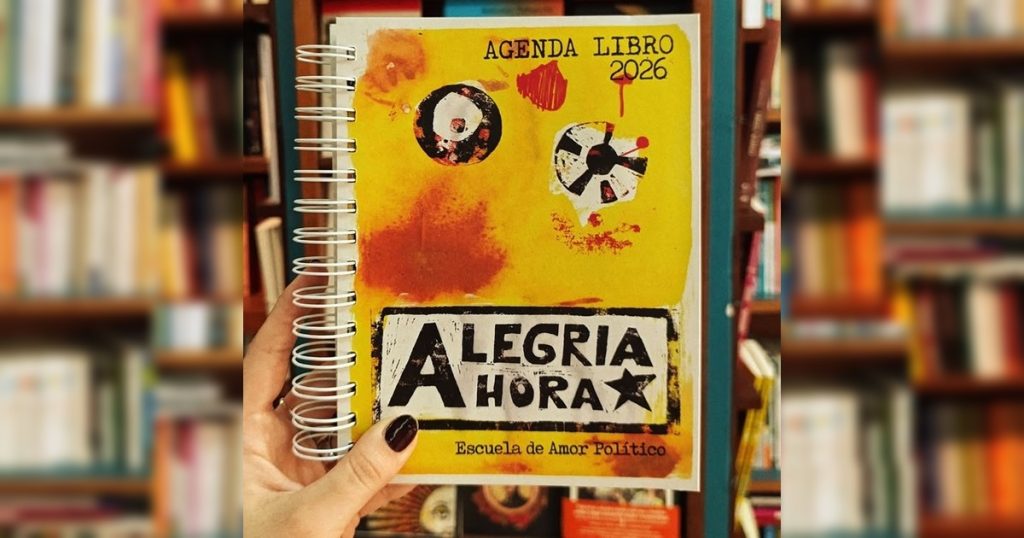 AGENDA LIBRO
2026
ALEGRIA
AHORA
Escuela de Amor Político